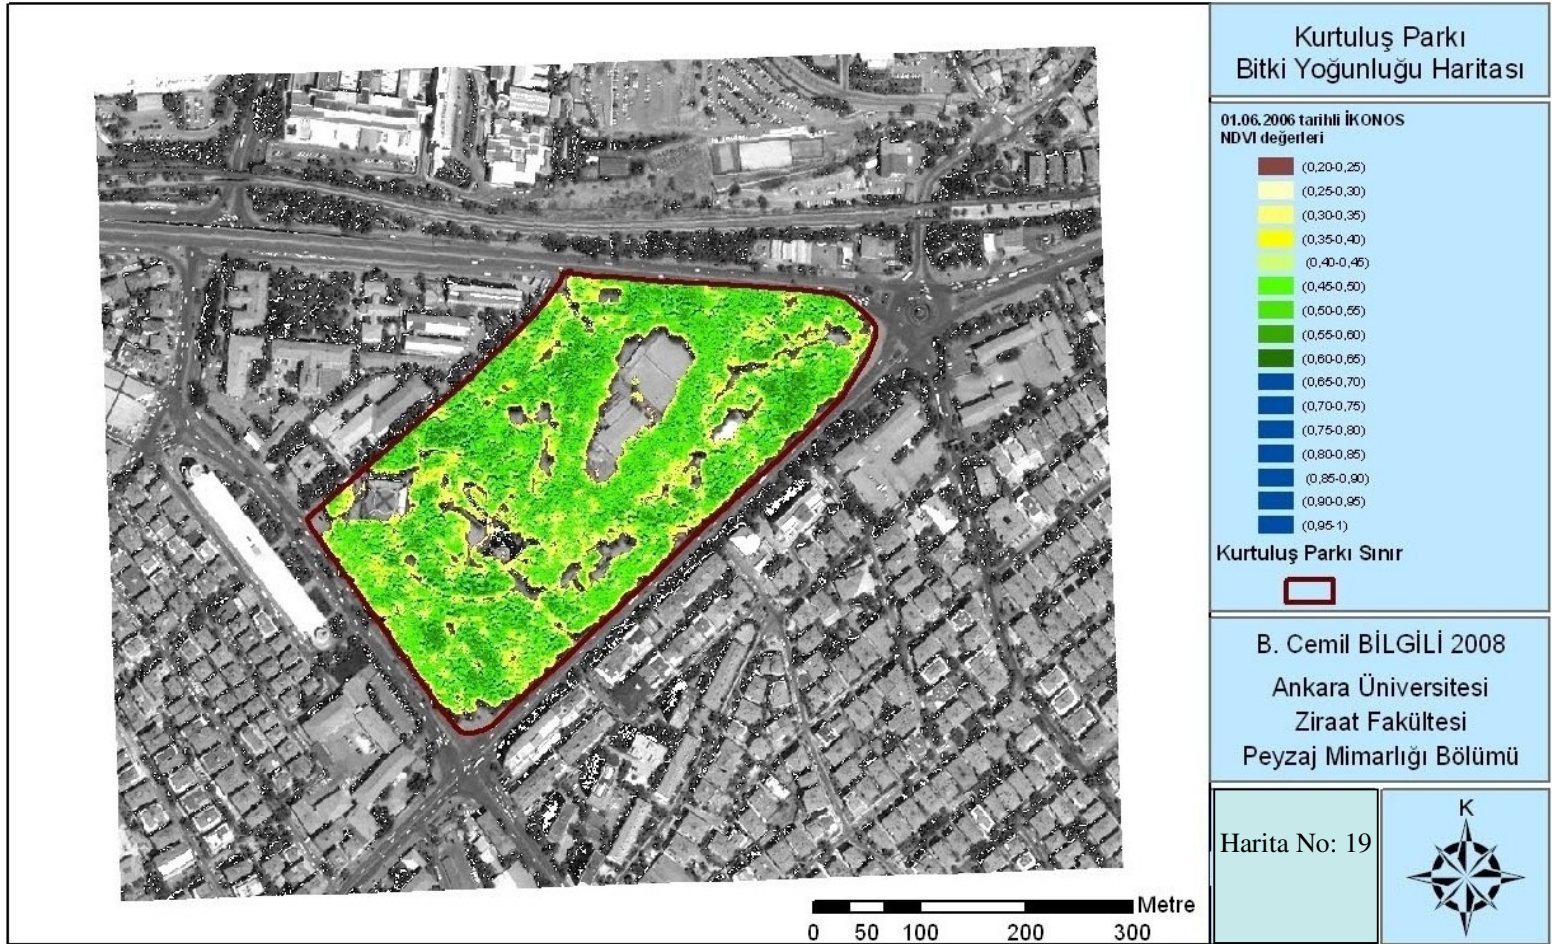 Kurtuluş Parkı
Bitki Yoğunluğu Haritası
01.06.2006 tarihli İKONOS
NDVI değerleri
(0,20-0,25)
(0,25-0,30)
(0,30-0,35)
(0,35-0,40)
(0,40-0,45)
(0,45-0,50)
(0,50-0,55)
(0,55-0,60)
(0,60-0,65)
(0,65-0,70)
(0,70-0,75)
(0,75-0,80)
(0,80-0,85)
(0,85-0,90)
(0,90-0,95)
(0,95-1)
Kurtuluş Parkı Sınır
B. Cemil BİLGİLİ 2008
Ankara Üniversitesi
Ziraat Fakültesi
Peyzaj Mimarlığı Bölümü
Harita No: 19
K
Metre
0 50 100 200 300